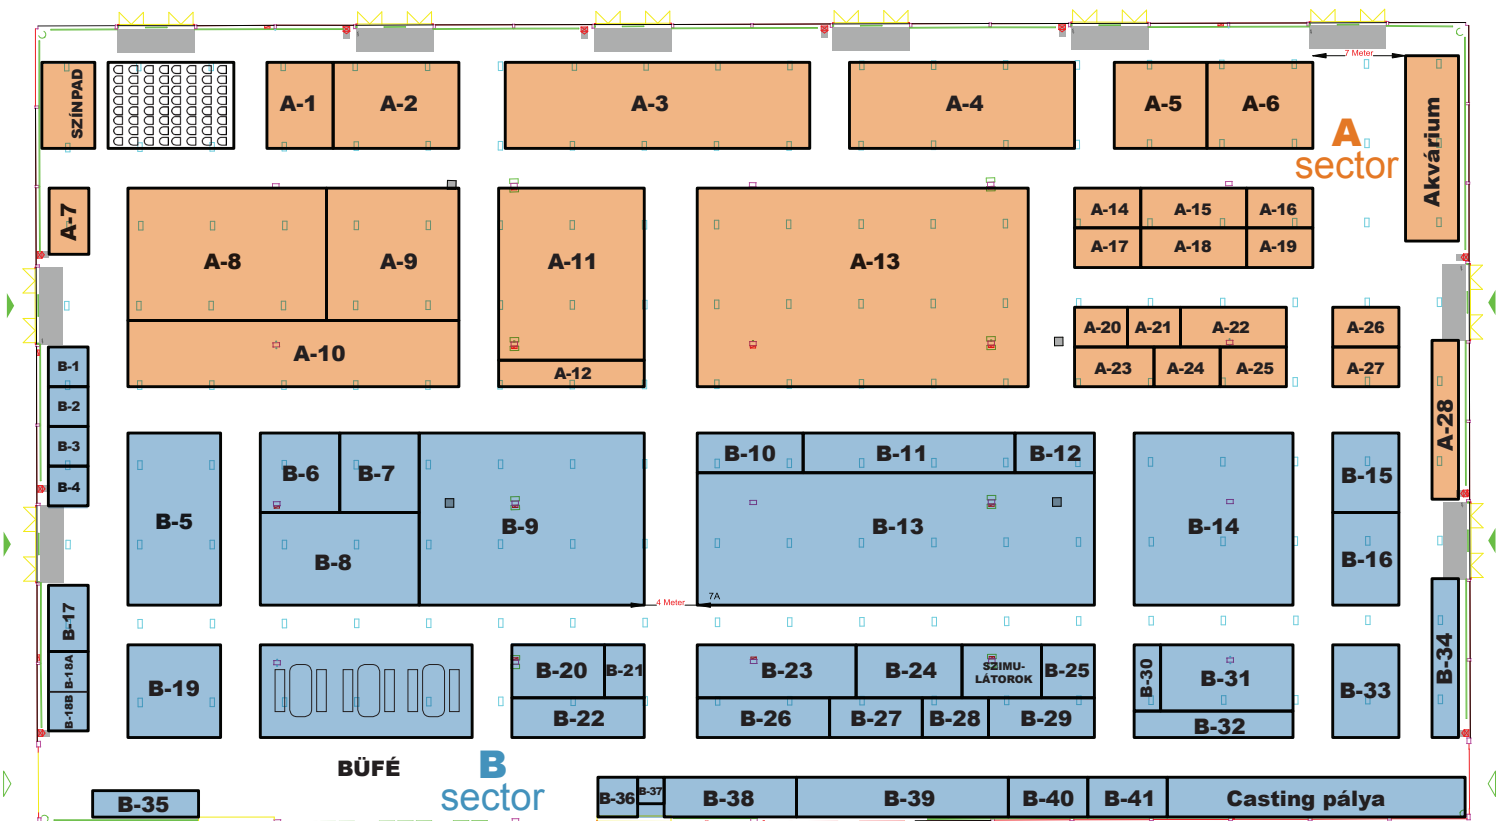 7 Meter
SZÍNPAD
A-1
A-2
A-3
A-4
A-5
A-6
Akvárium
A
sector
A-7
A-8
A-9
A-10
A-11
A-12
A-13
A-14
A-15
A-16
A-17
A-18
A-19
A-20
A-21
A-22
A-23
A-24
A-25
A-26
A-27
A-28
B-1
B-2
B-3
B-4
B-5
B-6
B-7
B-8
B-9
B-10
B-11
B-12
B-13
B-14
B-15
B-16
4 Meter
7A
B-17
B-18A
B-18B
B-19
B-20
B-21
B-22
B-23
B-24
SZIMU-
LÁTOROK
B-25
B-26
B-27
B-28
B-29
B-30
B-31
B-32
B-33
B-34
BÜFÉ
B
sector
B-35
B-36
B-37
B-38
B-39
B-40
B-41
Casting pálya